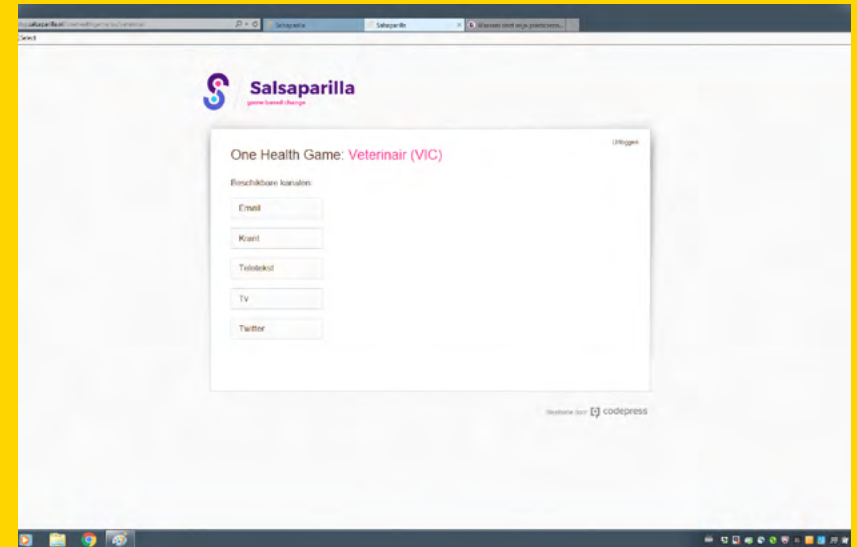 Salsaparilla
Salsaparilla
Select
Salsaparilla
game based change
Uitloggen
One Health Game: Veterinair (VIC)
Beschikbare kanalen:
Email
Krant
Teletekst
Tv
Twitter
codepress